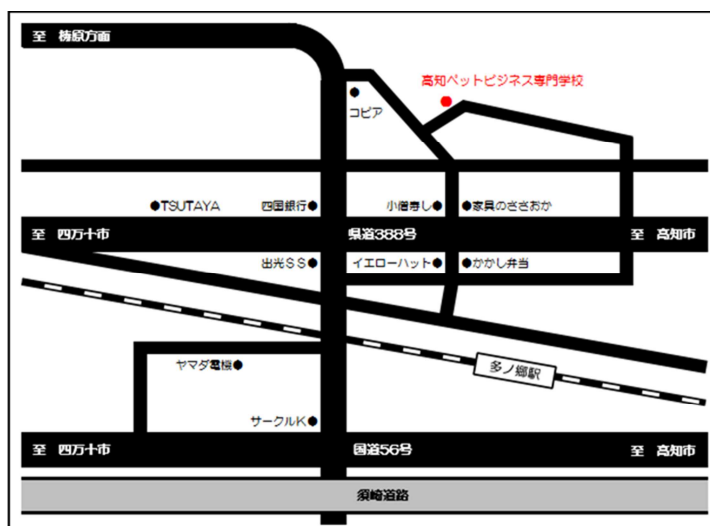 至 梼原方面
高知ペットビジネス専門学校
コピア
TSUTAYA
四国銀行
小僧寿し
家具のささおか
至 四万十市
県道388号
至 高知市
出光SS
イエローハット
かかし弁当
ヤマダ電機
多ノ郷駅
サークルK
至 四万十市
国道56号
至 高知市
須崎道路